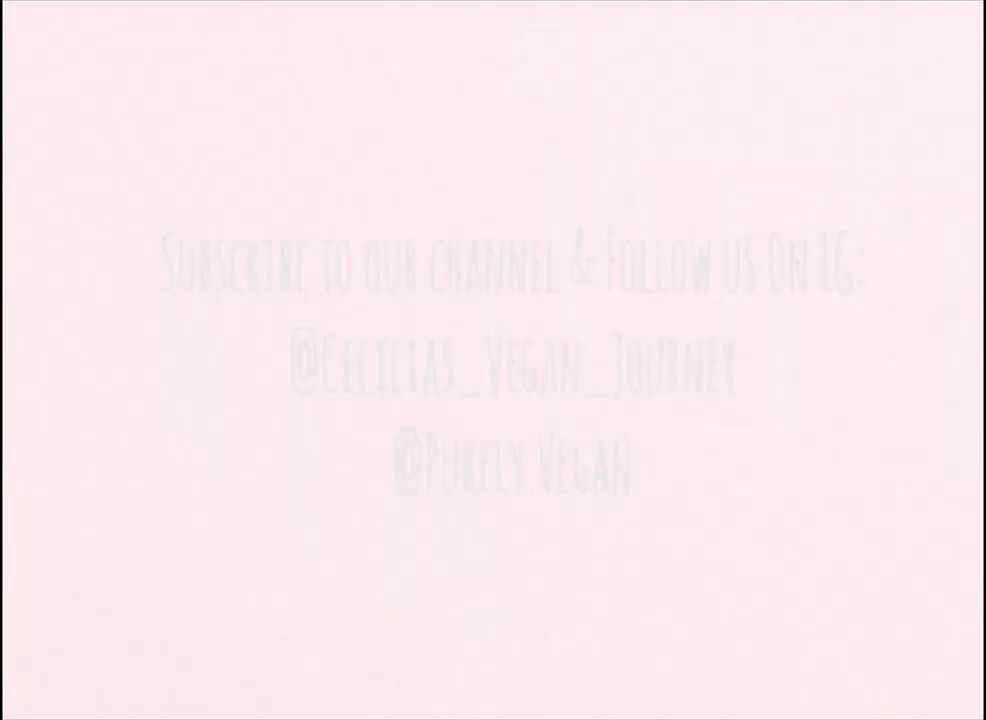 Subscribe to our channel & Follow us On IG:
@Cecilias_Vegan_Journey
@Purely.Vegan